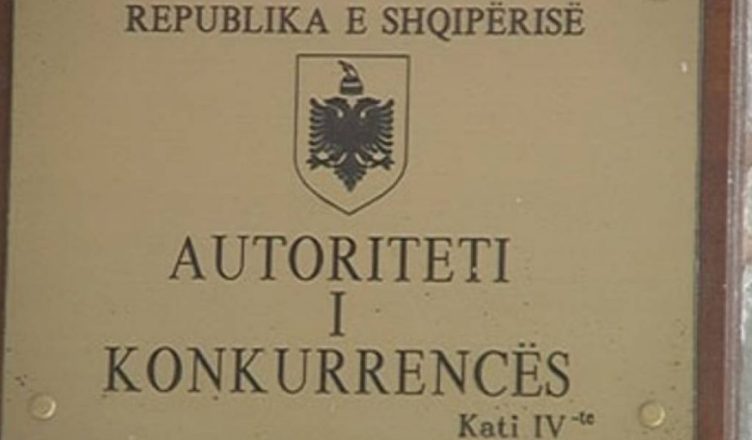 REPUBLIKA E SHQIPËRISË
AUTORITETI
I
KONKURRENCËS
Kati IV-te